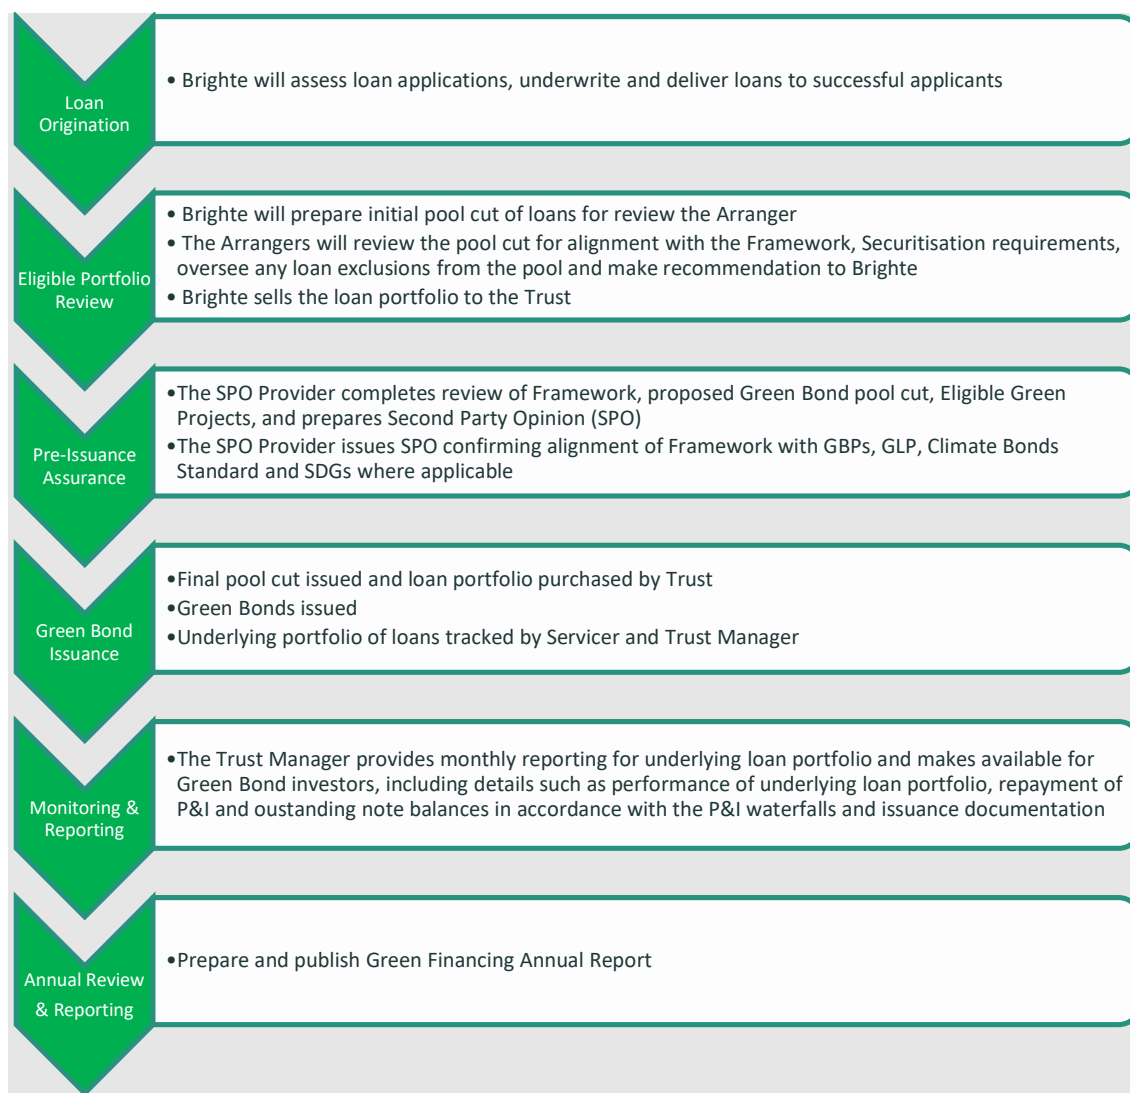 Loan
Origination
• Brighte will assess loan applications, underwrite and deliver loans to successful applicants
Eligible Portfolio
Review
• Brighte will prepare initial pool cut of loans for review the Arranger
• The Arrangers will review the pool cut for alignment with the Framework, Securitisation requirements,
oversee any loan exclusions from the pool and make recommendation to Brighte
• Brighte sells the loan portfolio to the Trust
Pre-Issuance
Assurance
•The SPO Provider completes review of Framework, proposed Green Bond pool cut, Eligible Green
Projects, and prepares Second Party Opinion (SPO)
•The SPO Provider issues SPO confirming alignment of Framework with GBPs, GLP, Climate Bonds
Standard and SDGs where applicable
Green Bond
Issuance
•Final pool cut issued and loan portfolio purchased by Trust
•Green Bonds issued
•Underlying portfolio of loans tracked by Servicer and Trust Manager
Monitoring &
Reporting
•The Trust Manager provides monthly reporting for underlying loan portfolio and makes available for
Green Bond investors, including details such as performance of underlying loan portfolio, repayment of
P&I and oustanding note balances in accordance with the P&I waterfalls and issuance documentation
Annual Review
& Reporting
•Prepare and publish Green Financing Annual Report